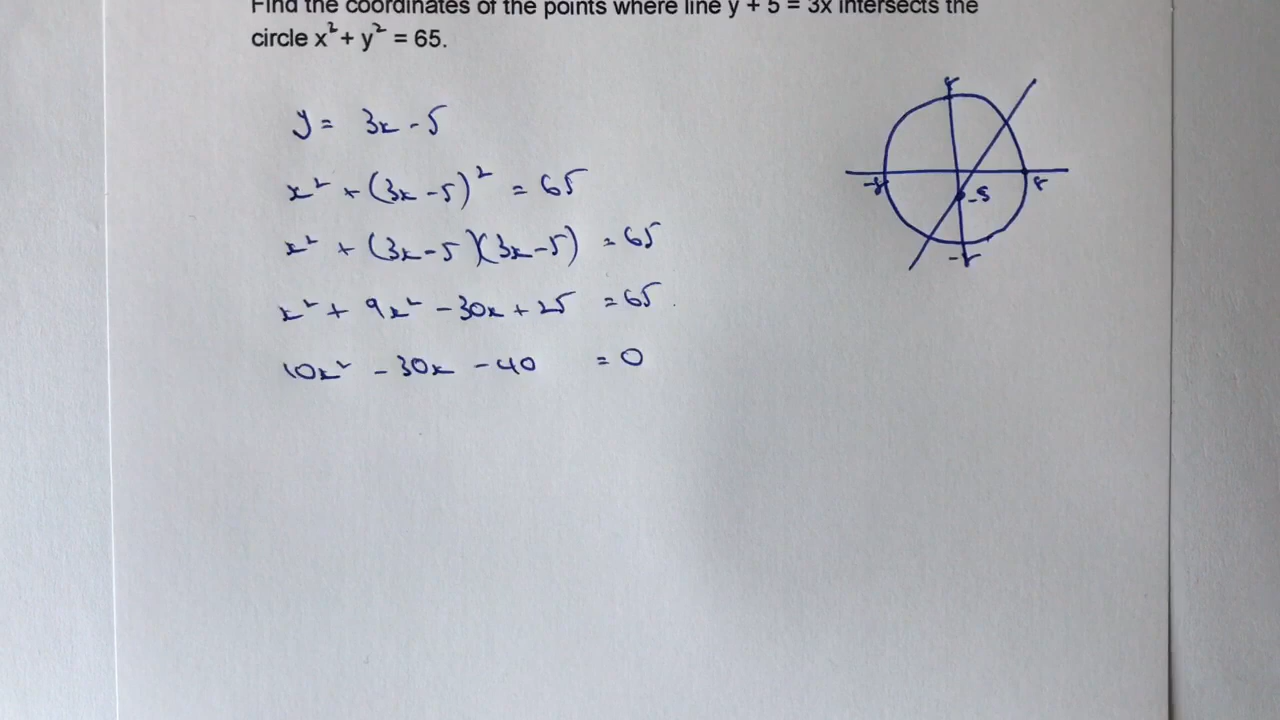 Find the coordinates of the points where line y + 5 = 3x intersects the
circle x² + y² = 65.
y = 3x - 5
x² + (3x - 5)² = 65
x² + (3x - 5)(3x - 5) = 65
x² + 9x² - 30x + 25 = 65
10x² - 30x - 40 = 0
-5